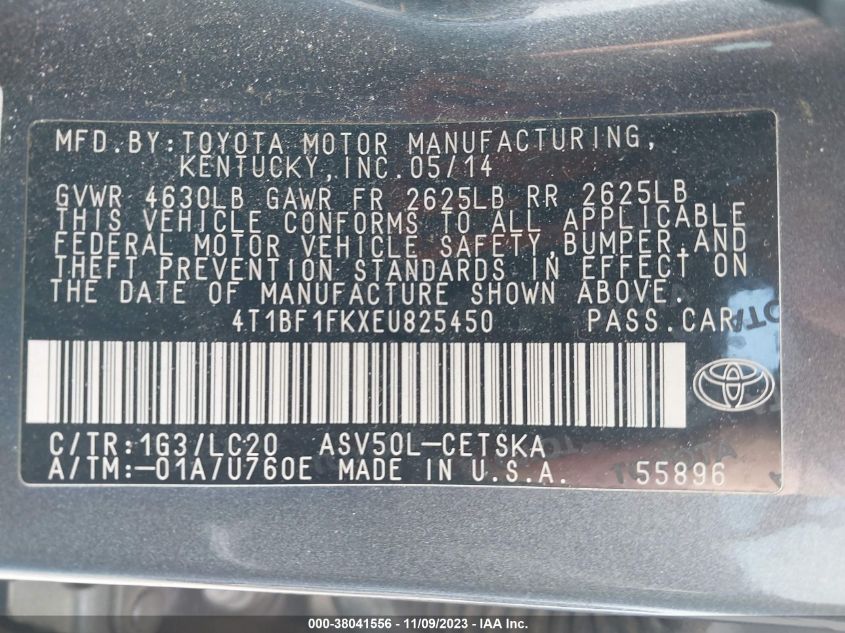 MFD.BY:TOYOTA MOTOR MANUFACTURING,
KENTUCKY,INC.05/14
GVWR 4630LB GAWR FR 2625LB RR 2625LB
THIS VEHICLE CONFORMS TO ALL APPLICABLE
FEDERAL MOTOR VEHICLE SAFETY,BUMPER,AND
THEFT PREVENTION STANDARDS IN EFFECT ON
THE DATE OF MANUFACTURE SHOWN ABOVE.
4T1BF1FKXEU825450 PASS.CAR
C/TR:1G3/LC20 ASV50L-CETSKA
A/TM:-01A/U760E MADE IN U.S.A. 55896
000-38041556 - 11/09/2023 - © IAA Inc.